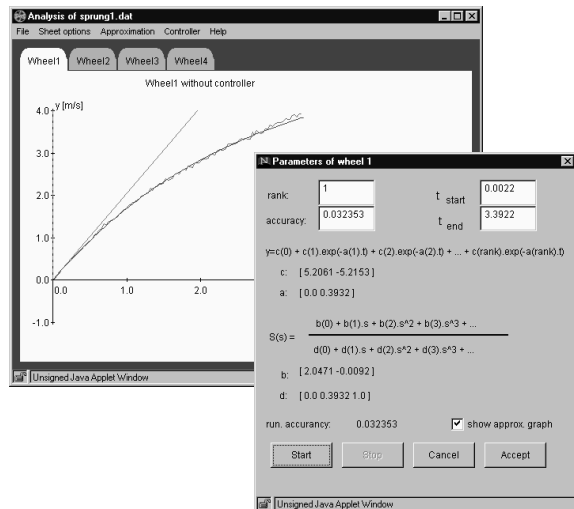 Analysis of sprung1.dat
File Sheet options Approximation Controller Help
Wheel1 Wheel2 Wheel3 Wheel4
Wheel1 without controller
y [m/s]
4.0
3.0
2.0
1.0
0.0
-1.0
0.0 1.0 2.0
Unsigned Java Applet Window
Parameters of wheel 1
rank: 1
t start 0.0022
accuracy: 0.032353
t end 3.3922
y=c(0) + c(1).exp(-a(1).t) + c(2).exp(-a(2).t) + ... + c(rank).exp(-a(rank).t)
c: [ 5.2061 -5.2153 ]
a: [ 0.0 0.3932 ]
b(0) + b(1).s + b(2).s^2 + b(3).s^3 + ...
S(s) =
d(0) + d(1).s + d(2).s^2 + d(3).s^3 + ...
b: [ 2.0471 -0.0092 ]
d: [ 0.0 0.3932 1.0 ]
run. accurancy: 0.032353 show approx. graph
Start Stop Cancel Accept
Unsigned Java Applet Window